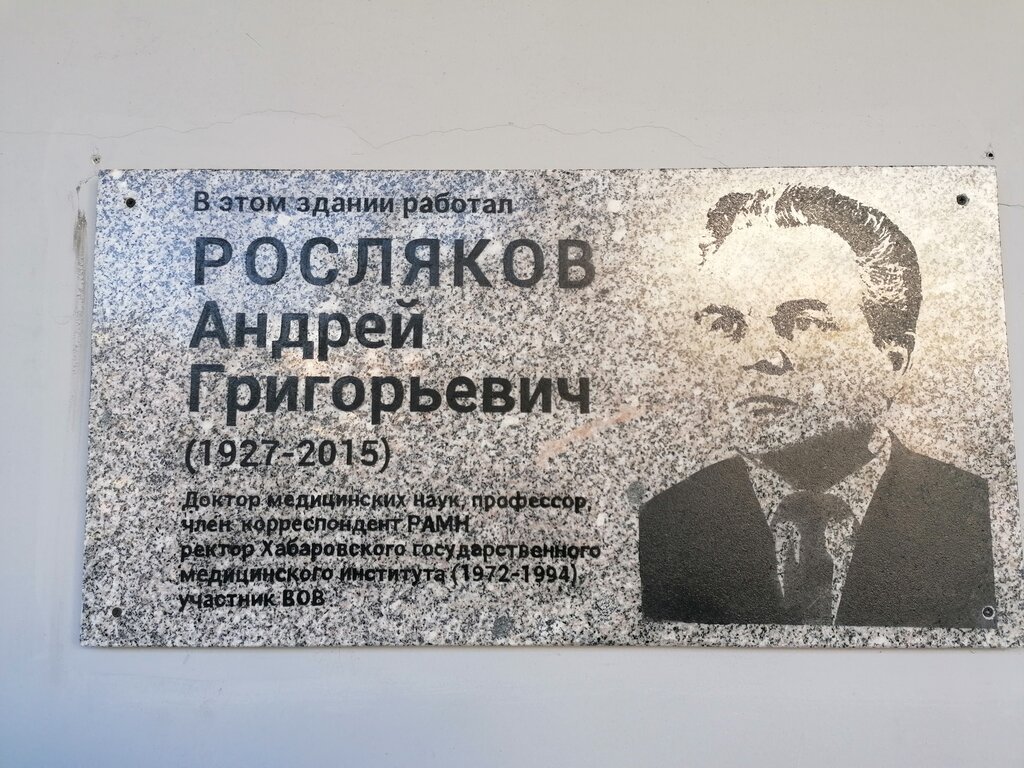 В этом здании работал
РОСЛЯКОВ
Андрей
Григорьевич
(1927-2015)
Доктор медицинских наук, профессор,
член корреспондент РАМН,
ректор Хабаровского государственного
медицинского института (1972-1994)
участник ВОВ